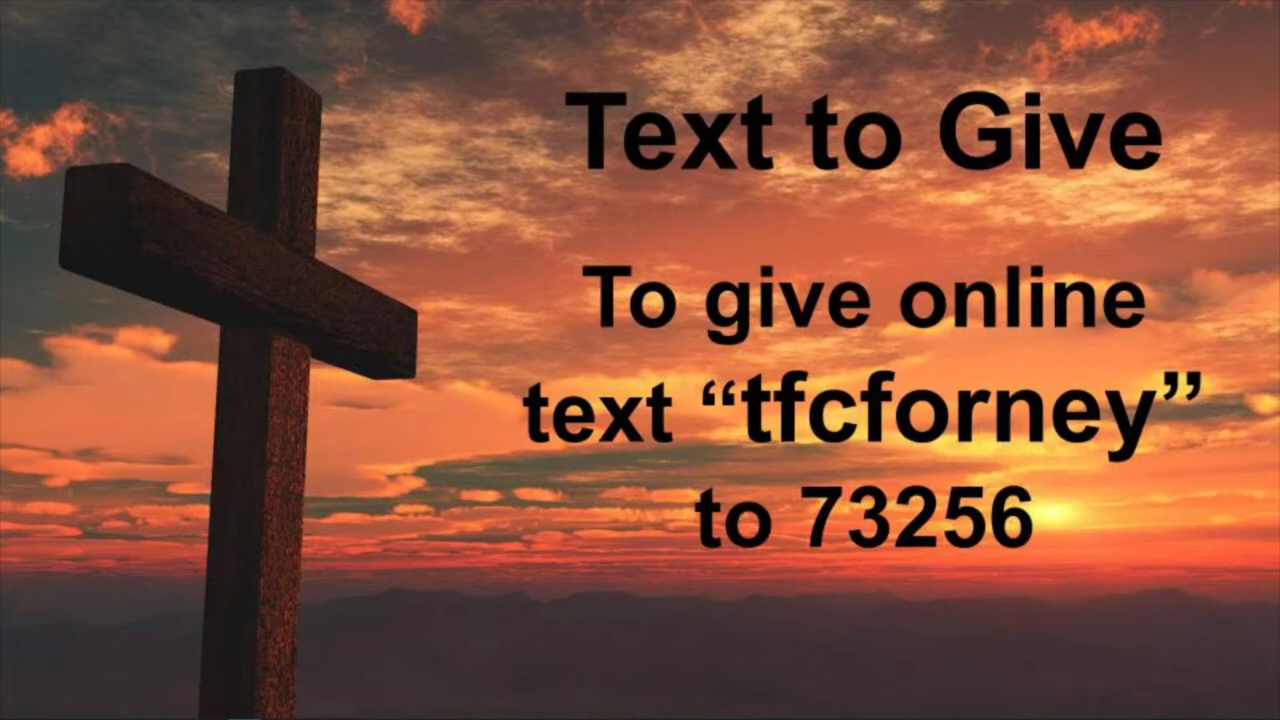 Text to Give
To give online
text “tfcforney”
to 73256